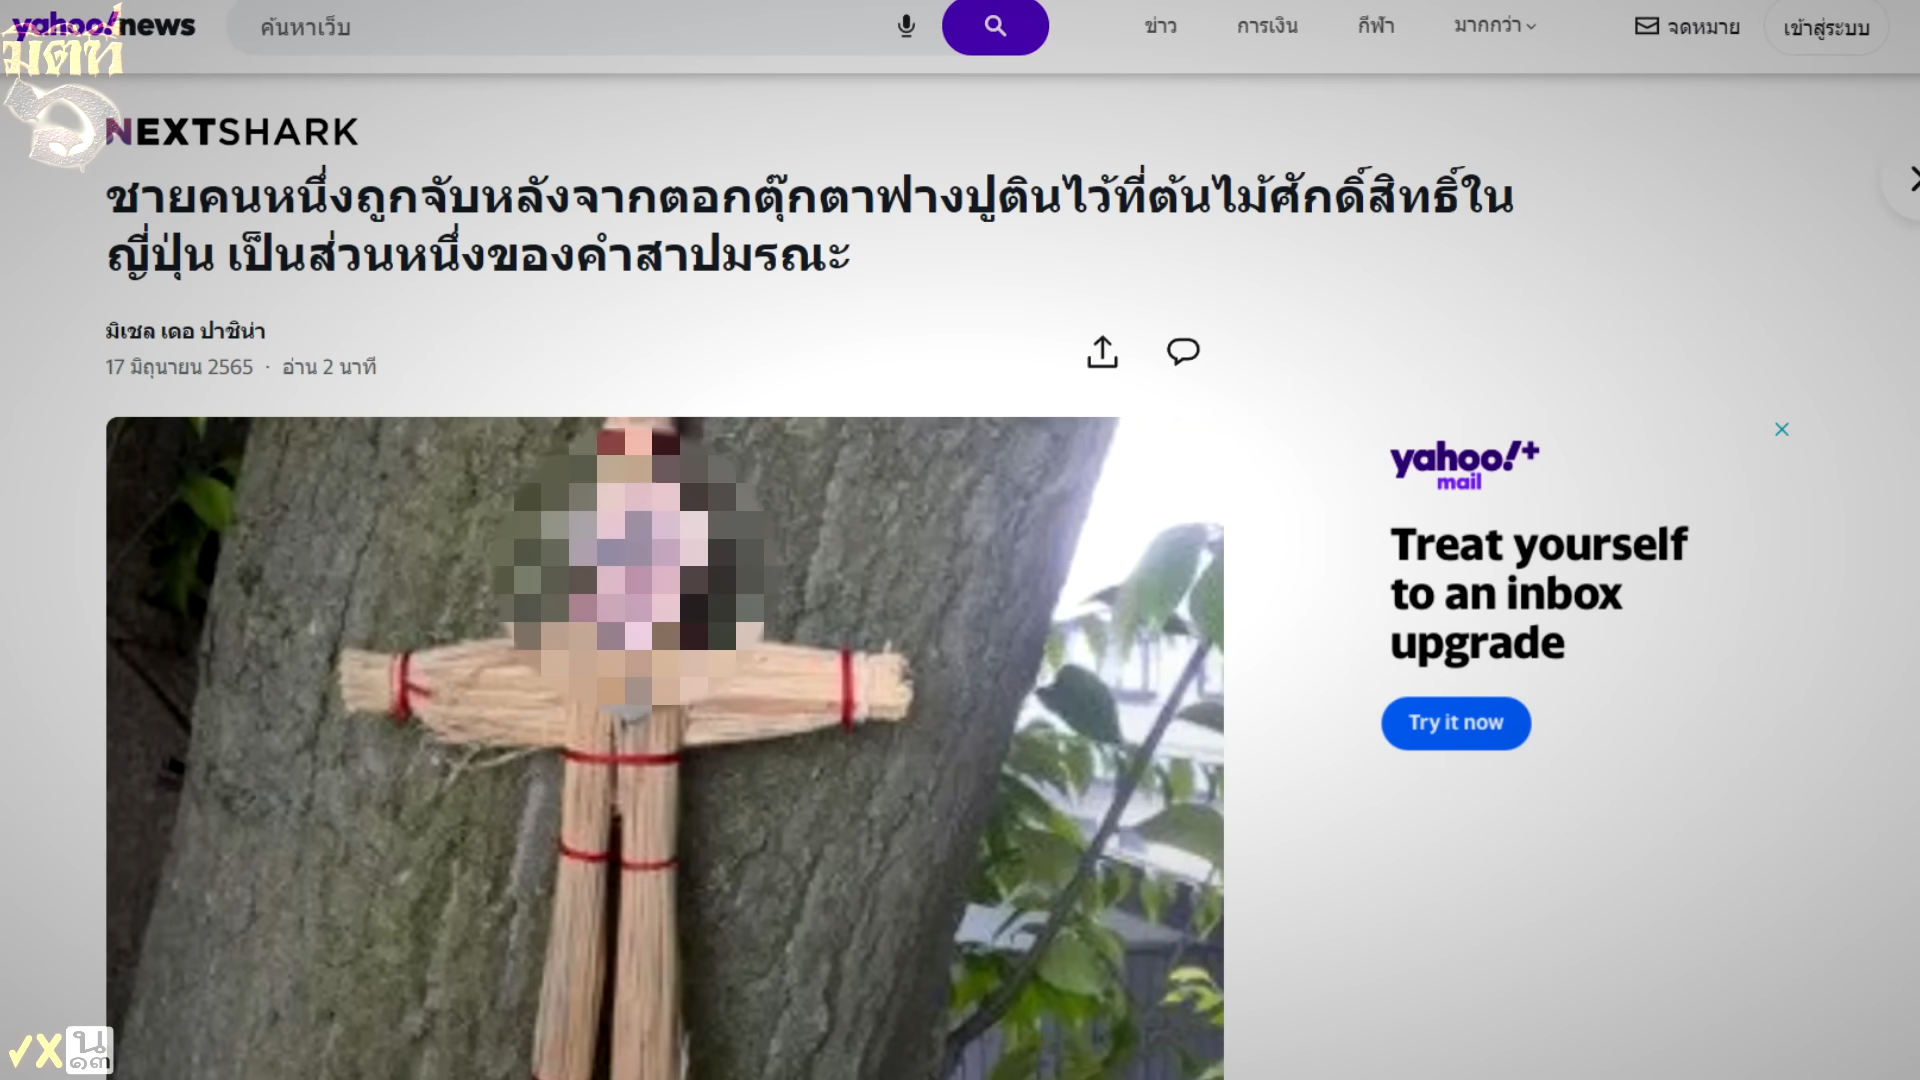 yahoo!news
ค้นหาเว็บ
ข่าว
การเงิน
กีฬา
มากกว่า
จดหมาย
เข้าสู่ระบบ
มิติที่
๖
NEXTSHARK
ชายคนหนึ่งถูกจับหลังจากตอกตุ๊กตาฟางปูตินไว้ที่ต้นไม้ศักดิ์สิทธิ์ใน
ญี่ปุ่น เป็นส่วนหนึ่งของคำสาปมรณะ
มิเชล เดอ ปาชิน่า
17 มิถุนายน 2565 · อ่าน 2 นาที
yahoo!+
mail
Treat yourself
to an inbox
upgrade
Try it now
✓X
น
๑๓